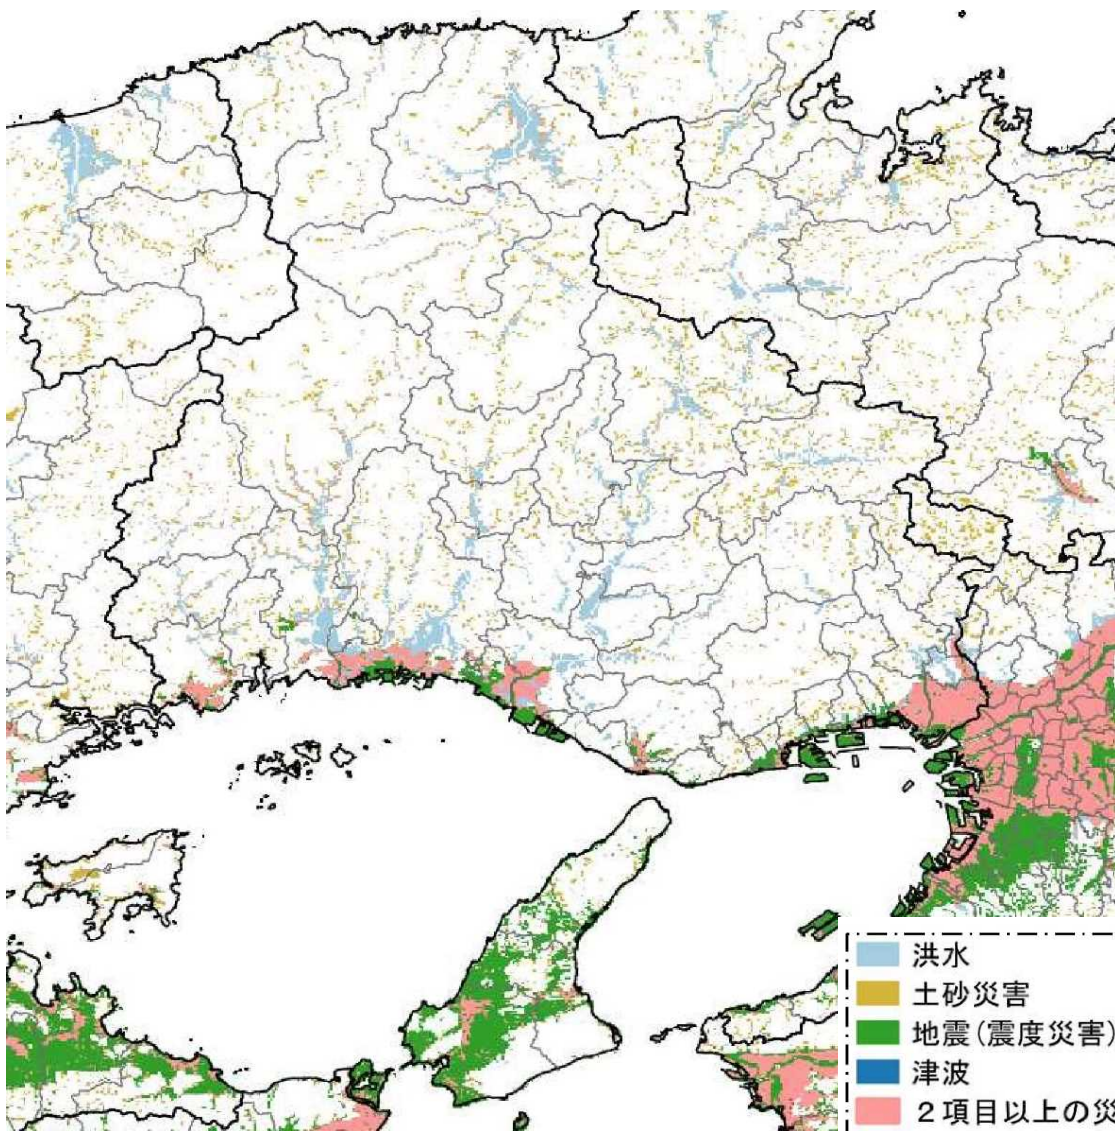 洪水
土砂災害
地震(震度災害)
津波
2項目以上の災